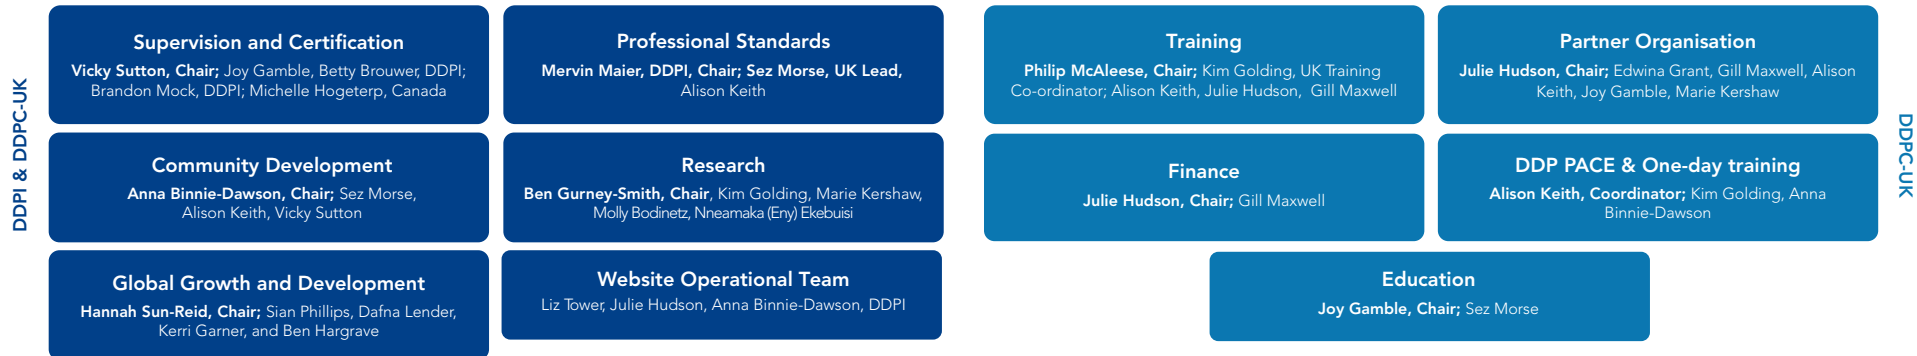 DDPI & DDPC-UK
Supervision and Certification
Vicky Sutton, Chair; Joy Gamble, Betty Brouwer, DDPI;
Brandon Mock, DDPI; Michelle Hogeterp, Canada
Professional Standards
Mervin Maier, DDPI, Chair; Sez Morse, UK Lead,
Alison Keith
Community Development
Anna Binnie-Dawson, Chair; Sez Morse,
Alison Keith, Vicky Sutton
Research
Ben Gurney-Smith, Chair, Kim Golding, Marie Kershaw,
Molly Bodinetz, Nneamaka (Eny) Ekebuisi
Global Growth and Development
Hannah Sun-Reid, Chair; Sian Phillips, Dafna Lender,
Kerri Garner, and Ben Hargrave
Website Operational Team
Liz Tower, Julie Hudson, Anna Binnie-Dawson, DDPI
Training
Philip McAleese, Chair; Kim Golding, UK Training
Co-ordinator; Alison Keith, Julie Hudson, Gill Maxwell
Partner Organisation
Julie Hudson, Chair; Edwina Grant, Gill Maxwell, Alison
Keith, Joy Gamble, Marie Kershaw
Finance
Julie Hudson, Chair; Gill Maxwell
DDP PACE & One-day training
Alison Keith, Coordinator; Kim Golding, Anna
Binnie-Dawson
Education
Joy Gamble, Chair; Sez Morse
DDPC-UK